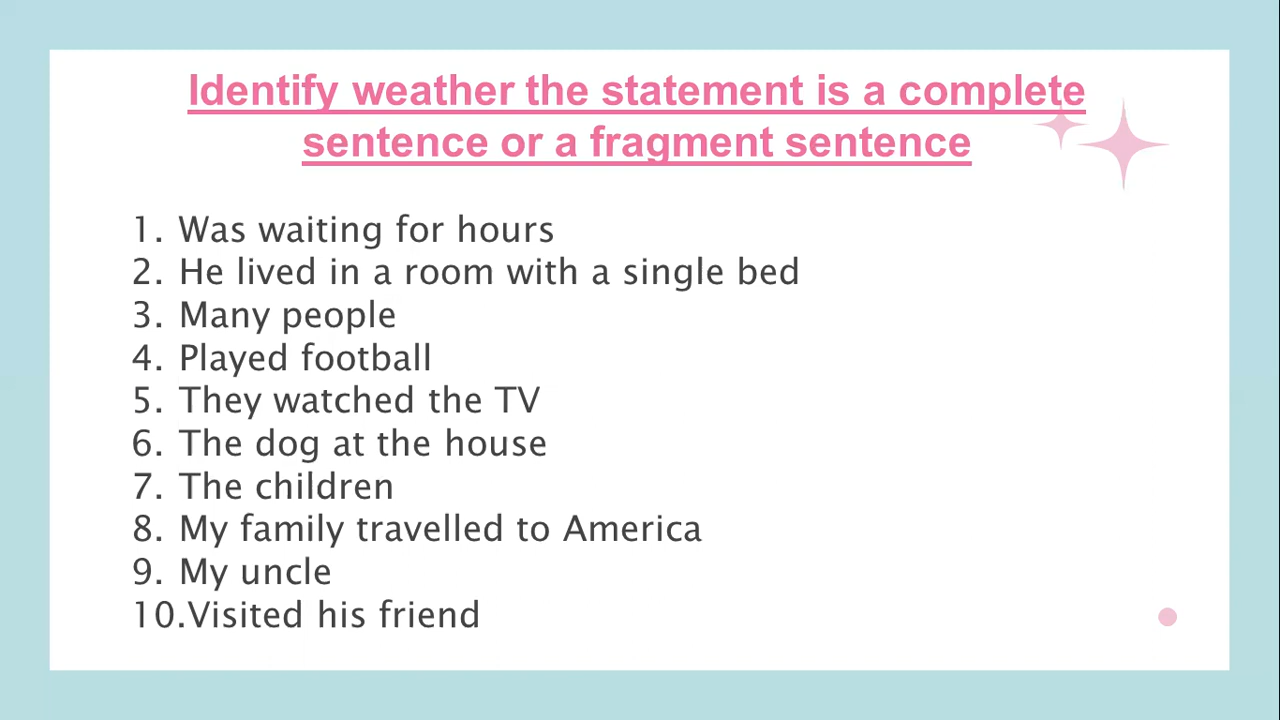 Identify weather the statement is a complete
sentence or a fragment sentence
1. Was waiting for hours
2. He lived in a room with a single bed
3. Many people
4. Played football
5. They watched the TV
6. The dog at the house
7. The children
8. My family travelled to America
9. My uncle
10.Visited his friend